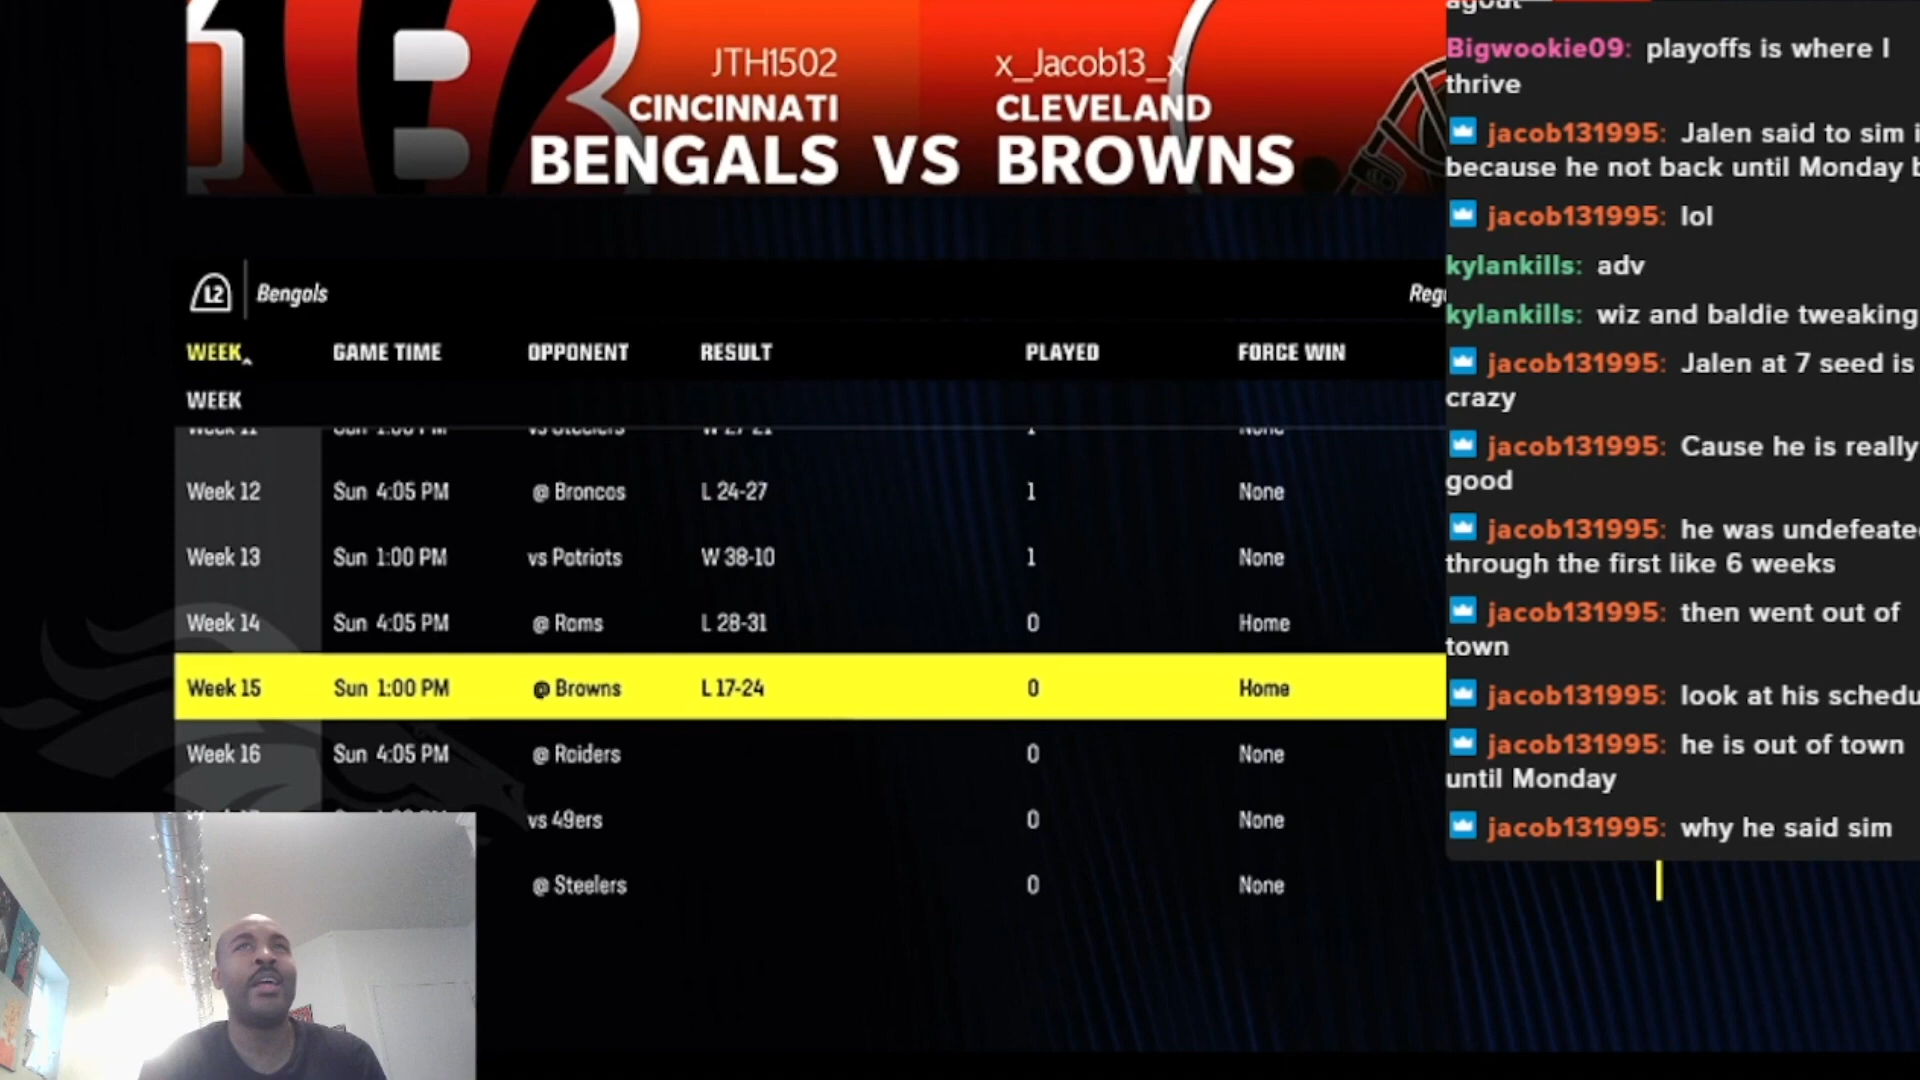 JTH1502
CINCINNATI
BENGALS VS
x_Jacob13_x
CLEVELAND
BROWNS
L2 Bengals
WEEK GAME TIME OPPONENT RESULT PLAYED FORCE WIN
WEEK
Week 12 Sun 4:05 PM @ Broncos L 24-27 1 None
Week 13 Sun 1:00 PM vs Patriots W 38-10 1 None
Week 14 Sun 4:05 PM @ Rams L 28-31 0 Home
Week 15 Sun 1:00 PM @ Browns L 17-24 0 Home
Week 16 Sun 4:05 PM @ Raiders 0 None
vs 49ers 0 None
@ Steelers 0 None
Bigwookie09: playoffs is where I
thrive
jacob131995: Jalen said to sim
because he not back until Monday
jacob131995: lol
kylankills: adv
kylankills: wiz and baldie tweaking
jacob131995: Jalen at 7 seed is
crazy
jacob131995: Cause he is really
good
jacob131995: he was
through the first like 6 weeks
jacob131995: then went out of
town
jacob131995: look at his
jacob131995: he is out of town
until Monday
jacob131995: why he said sim